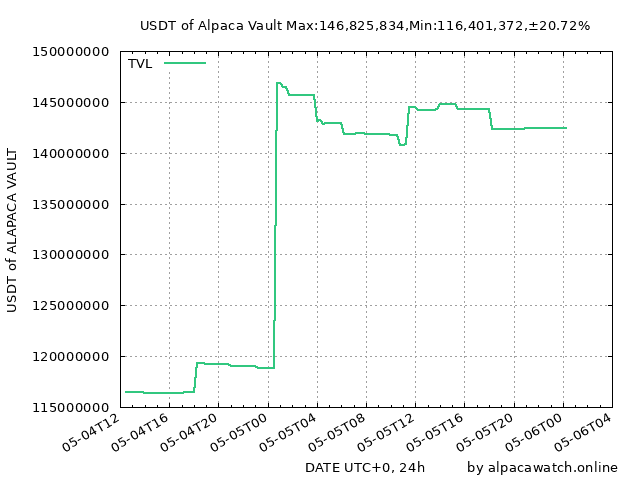 USDT of Alpaca Vault Max:146,825,834,Min:116,401,372,±20.72%
TVL
150000000
145000000
140000000
135000000
130000000
125000000
120000000
115000000
USDT of ALAPACA VAULT
05-04T12
05-04T16
05-04T20
05-05T00
05-05T04
05-05T08
05-05T12
05-05T16
05-05T20
05-06T00
05-06T04
DATE UTC+0, 24h
by alpacawatch.online